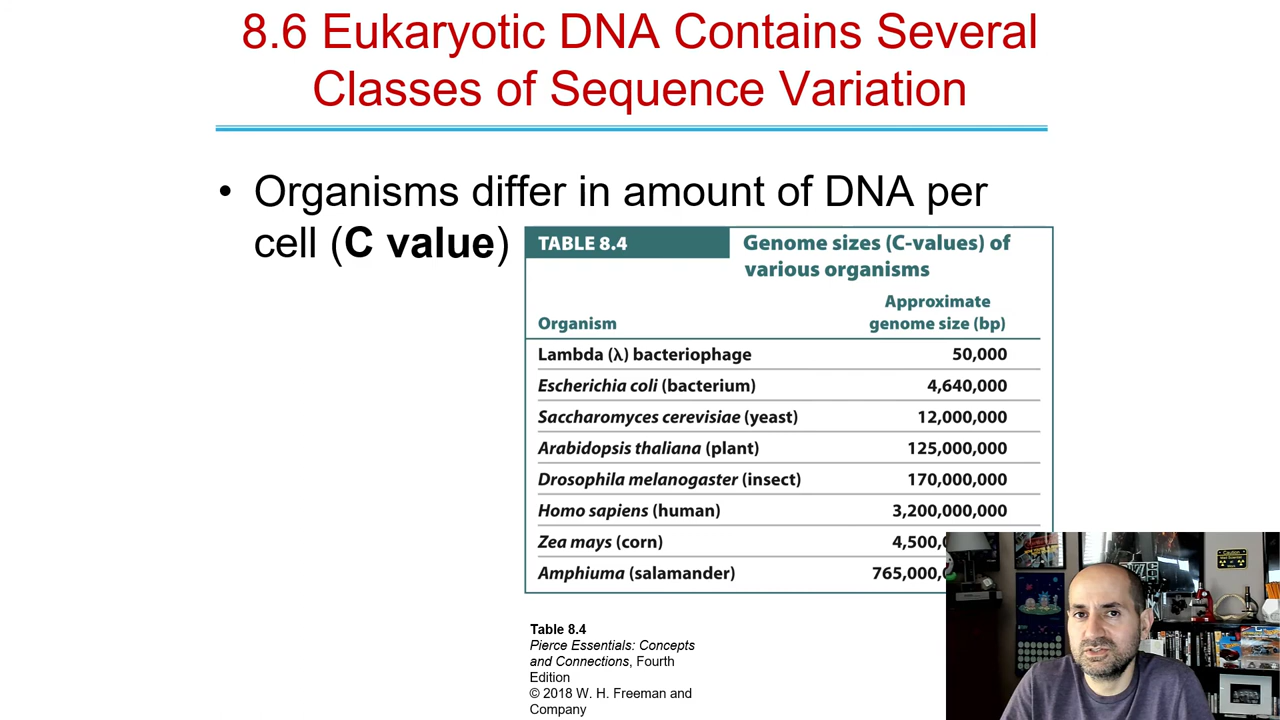 8.6 Eukaryotic DNA Contains Several
Classes of Sequence Variation
• Organisms differ in amount of DNA per
cell (C value)
TABLE 8.4 Genome sizes (C-values) of
various organisms
Approximate
Organism genome size (bp)
Lambda (λ) bacteriophage 50,000
Escherichia coli (bacterium) 4,640,000
Saccharomyces cerevisiae (yeast) 12,000,000
Arabidopsis thaliana (plant) 125,000,000
Drosophila melanogaster (insect) 170,000,000
Homo sapiens (human) 3,200,000,000
Zea mays (corn) 4,500,
Amphiuma (salamander) 765,000,
Table 8.4
Pierce Essentials: Concepts
and Connections, Fourth
Edition
© 2018 W. H. Freeman and
Company